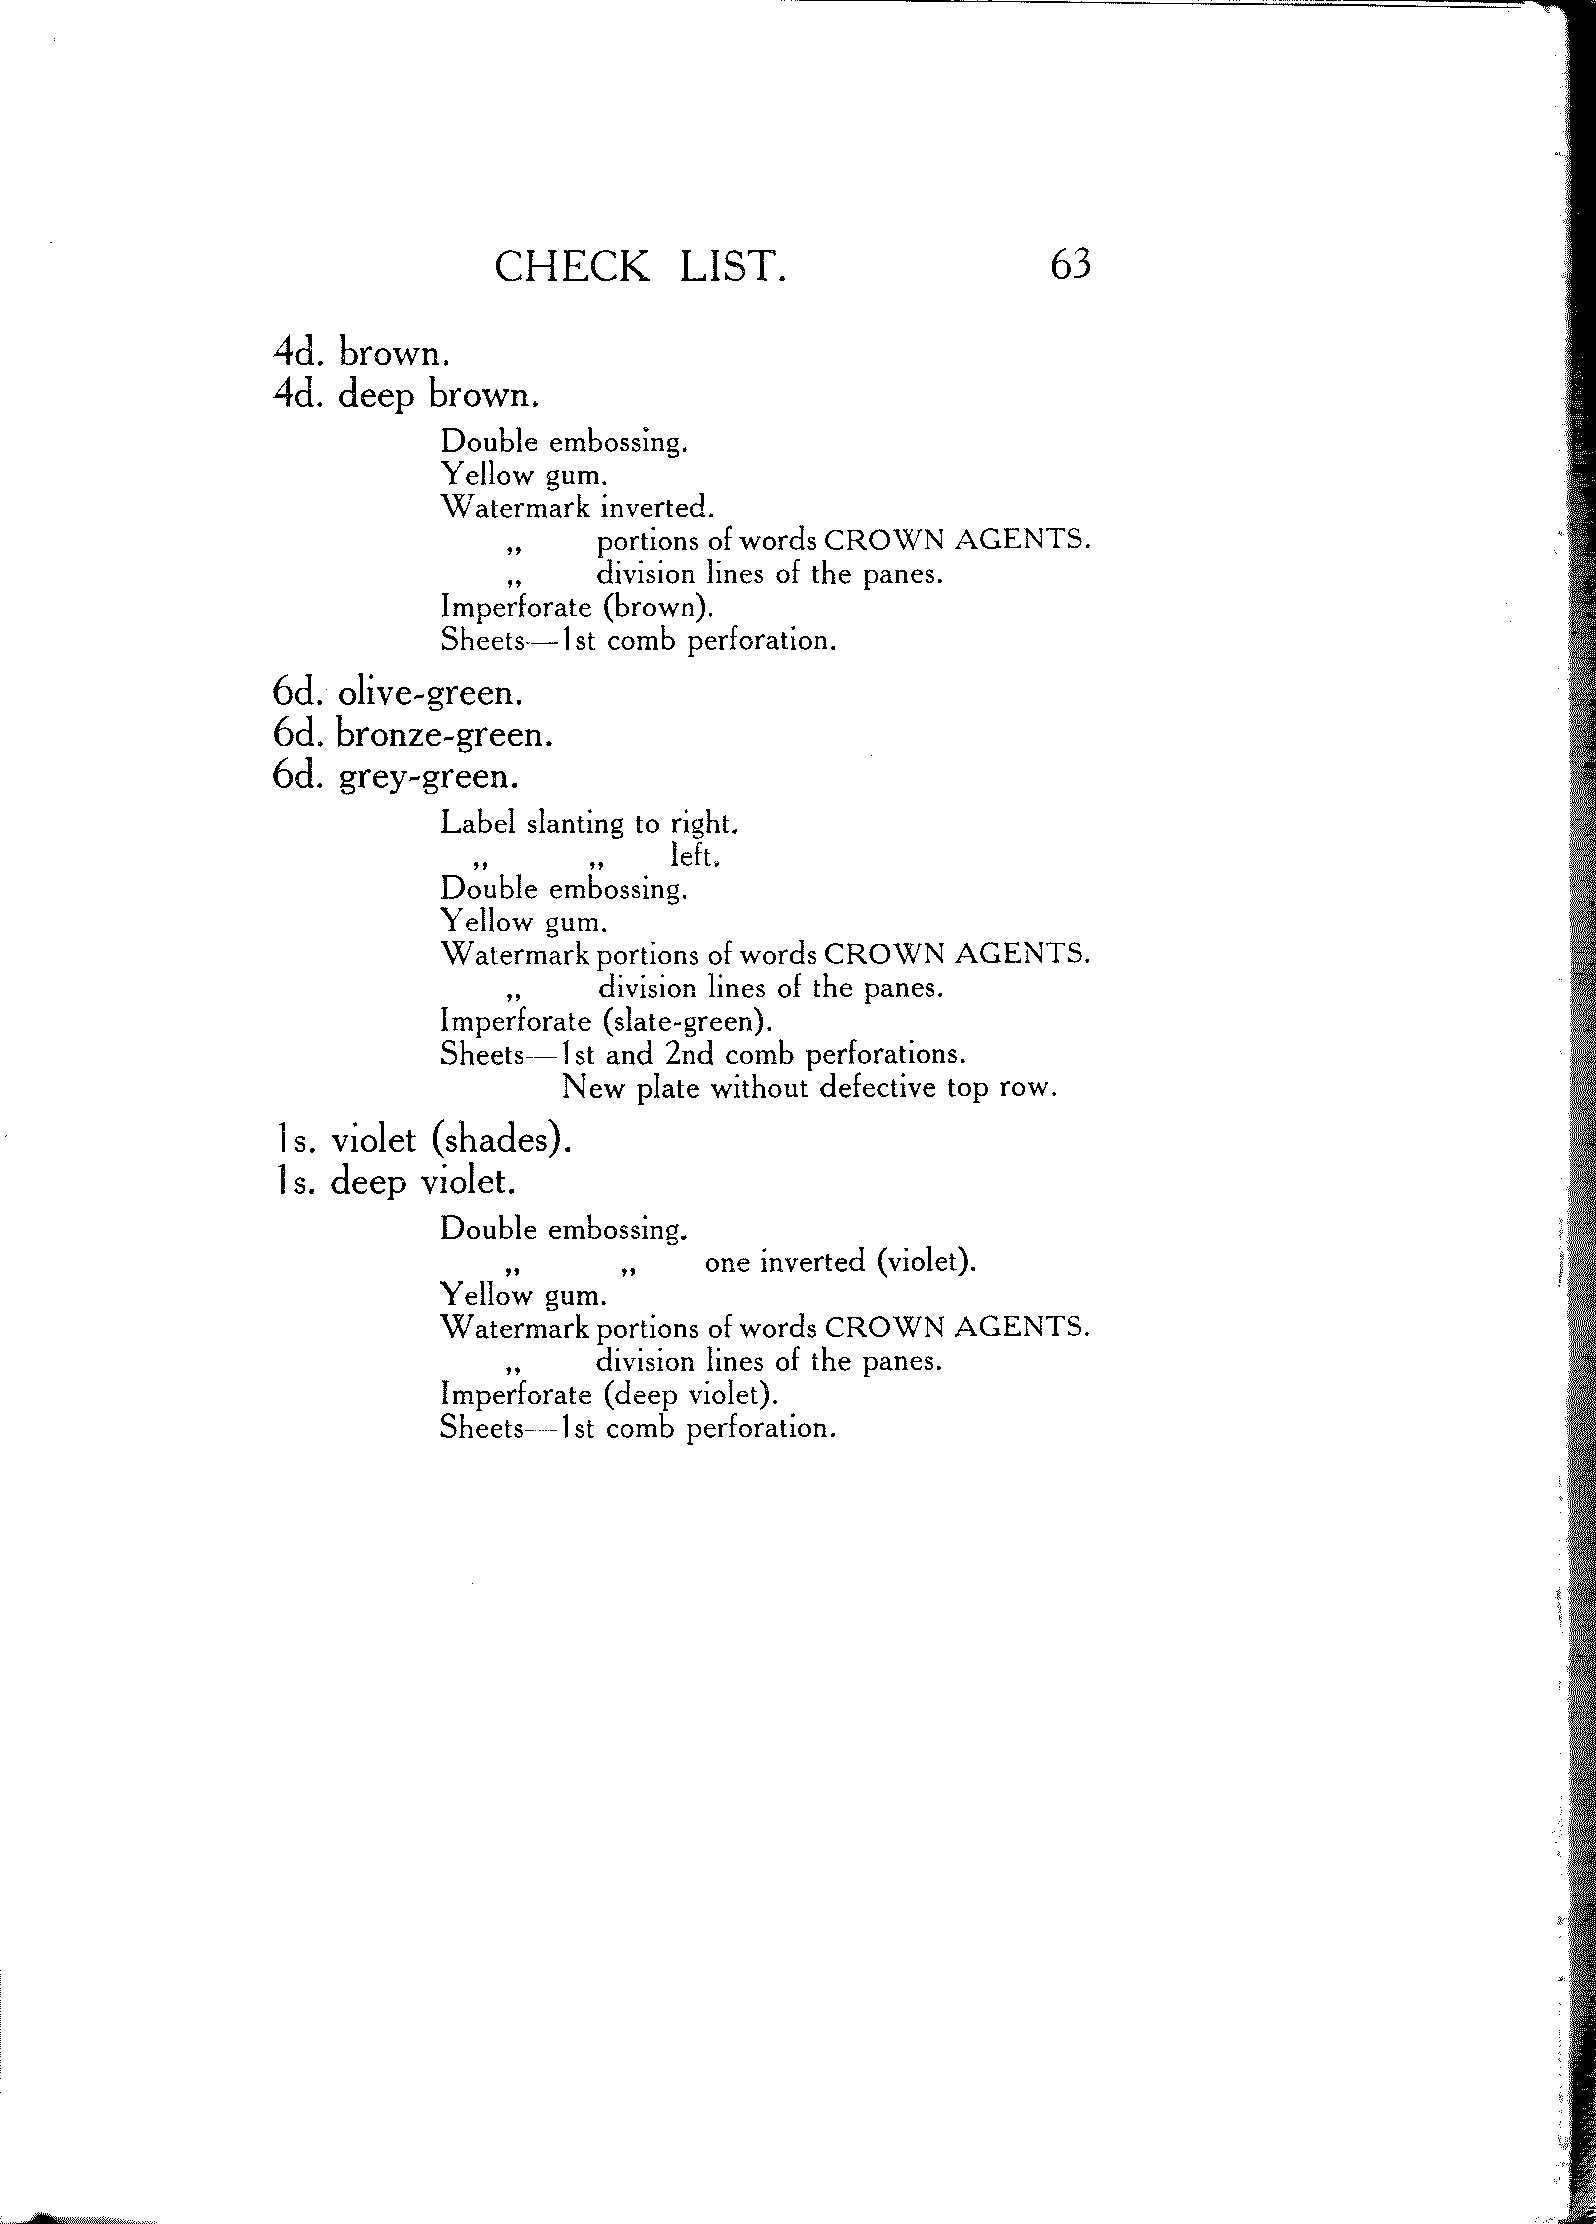 CHECK LIST. 63
4d. brown.
4d. deep brown.
Double embossing.
Yellow gum.
Watermark inverted.
„ portions of words CROWN AGENTS.
„ division lines of the panes.
Imperforate (brown).
Sheets—1st comb perforation.
6d. olive-green.
6d. bronze-green.
6d. grey-green.
Label slanting to right.
„ „ left.
Double embossing.
Yellow gum.
Watermark portions of words CROWN AGENTS.
„ division lines of the panes.
Imperforate (slate-green).
Sheets—1st and 2nd comb perforations.
New plate without defective top row.
1s. violet (shades).
1s. deep violet.
Double embossing.
„ „ one inverted (violet).
Yellow gum.
Watermark portions of words CROWN AGENTS.
„ division lines of the panes.
Imperforate (deep violet).
Sheets—1st comb perforation.